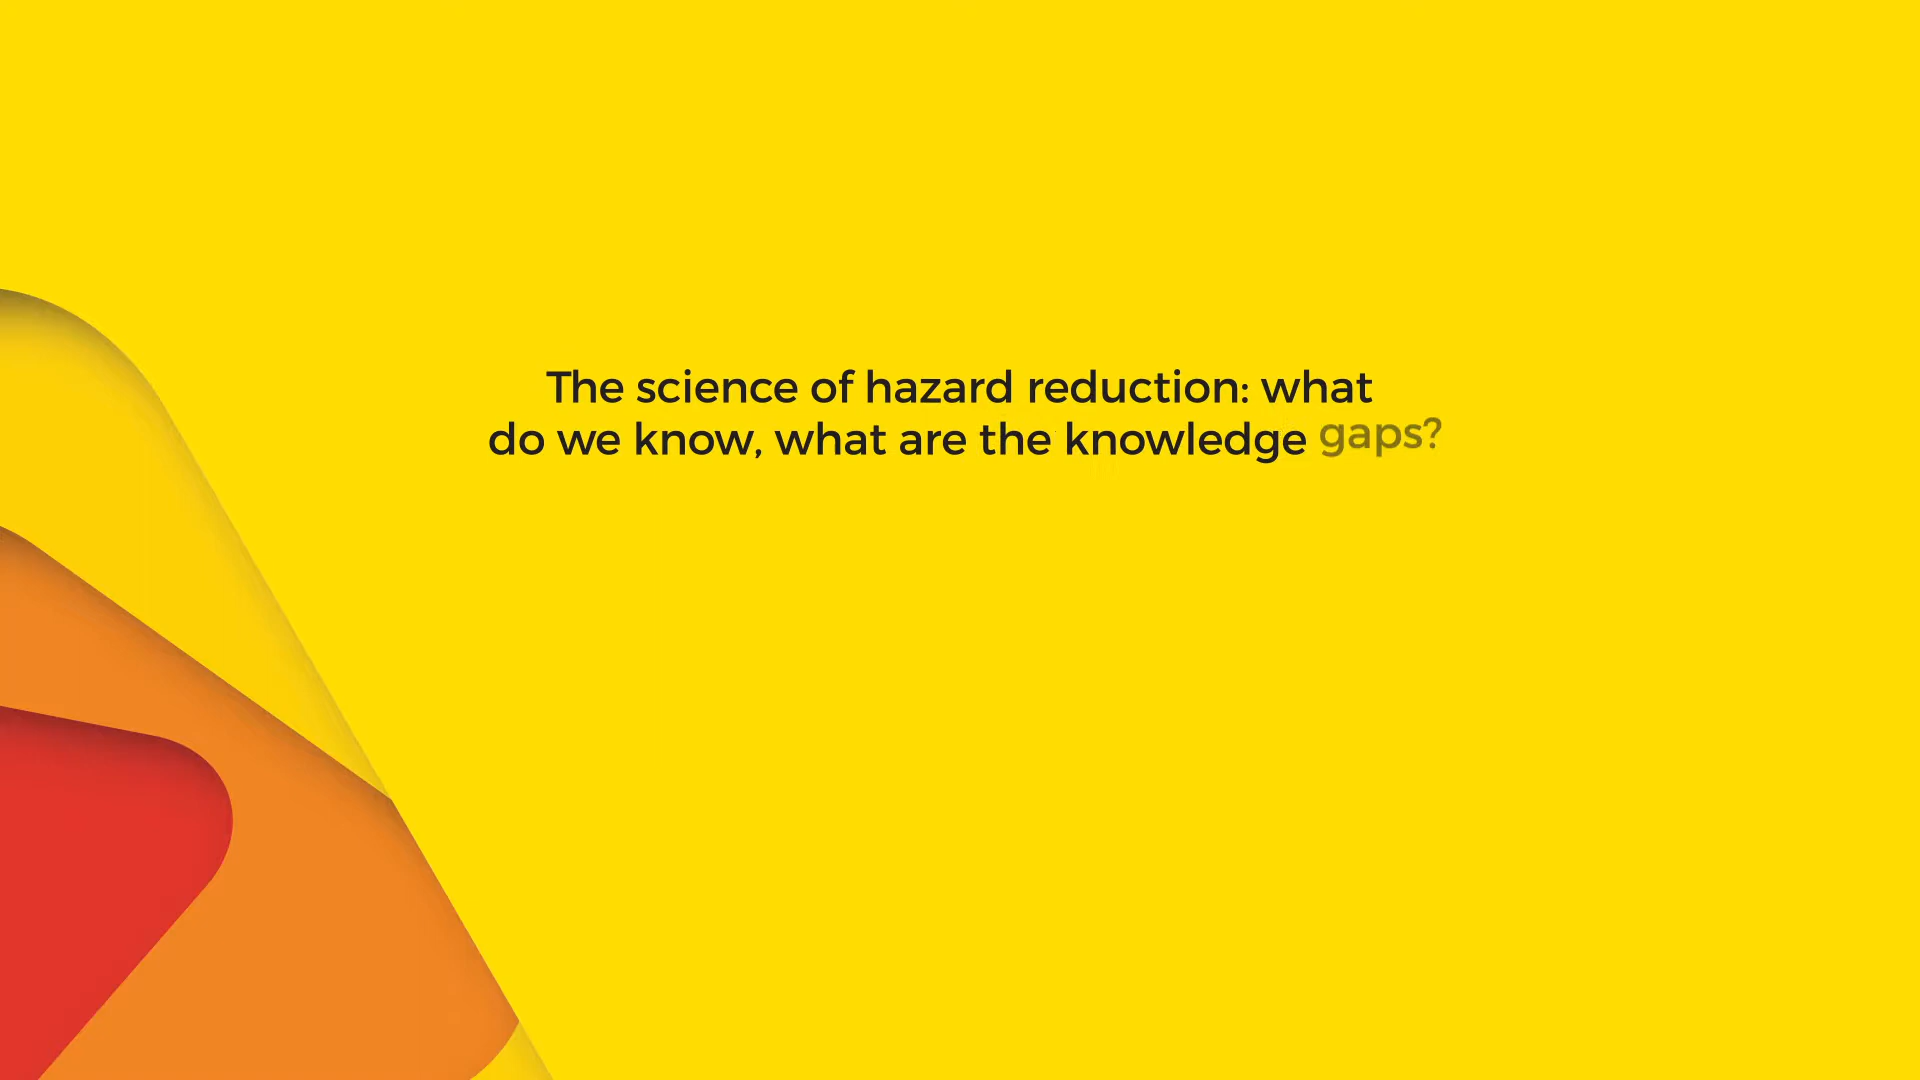 The science of hazard reduction: what
do we know, what are the knowledge gaps?